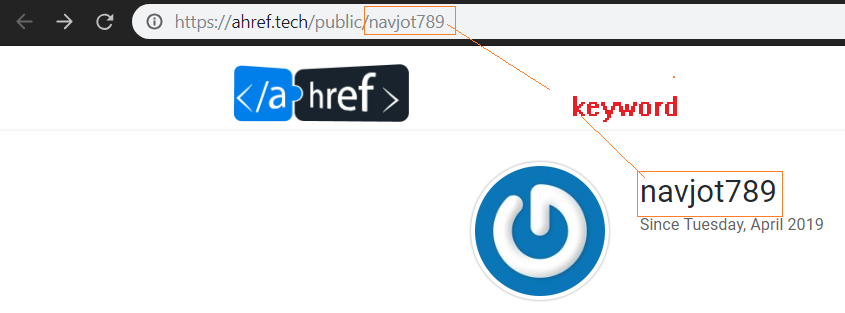 https://ahref.tech/public/navjot789
</a href >
keyword
navjot789
Since Tuesday, April 2019